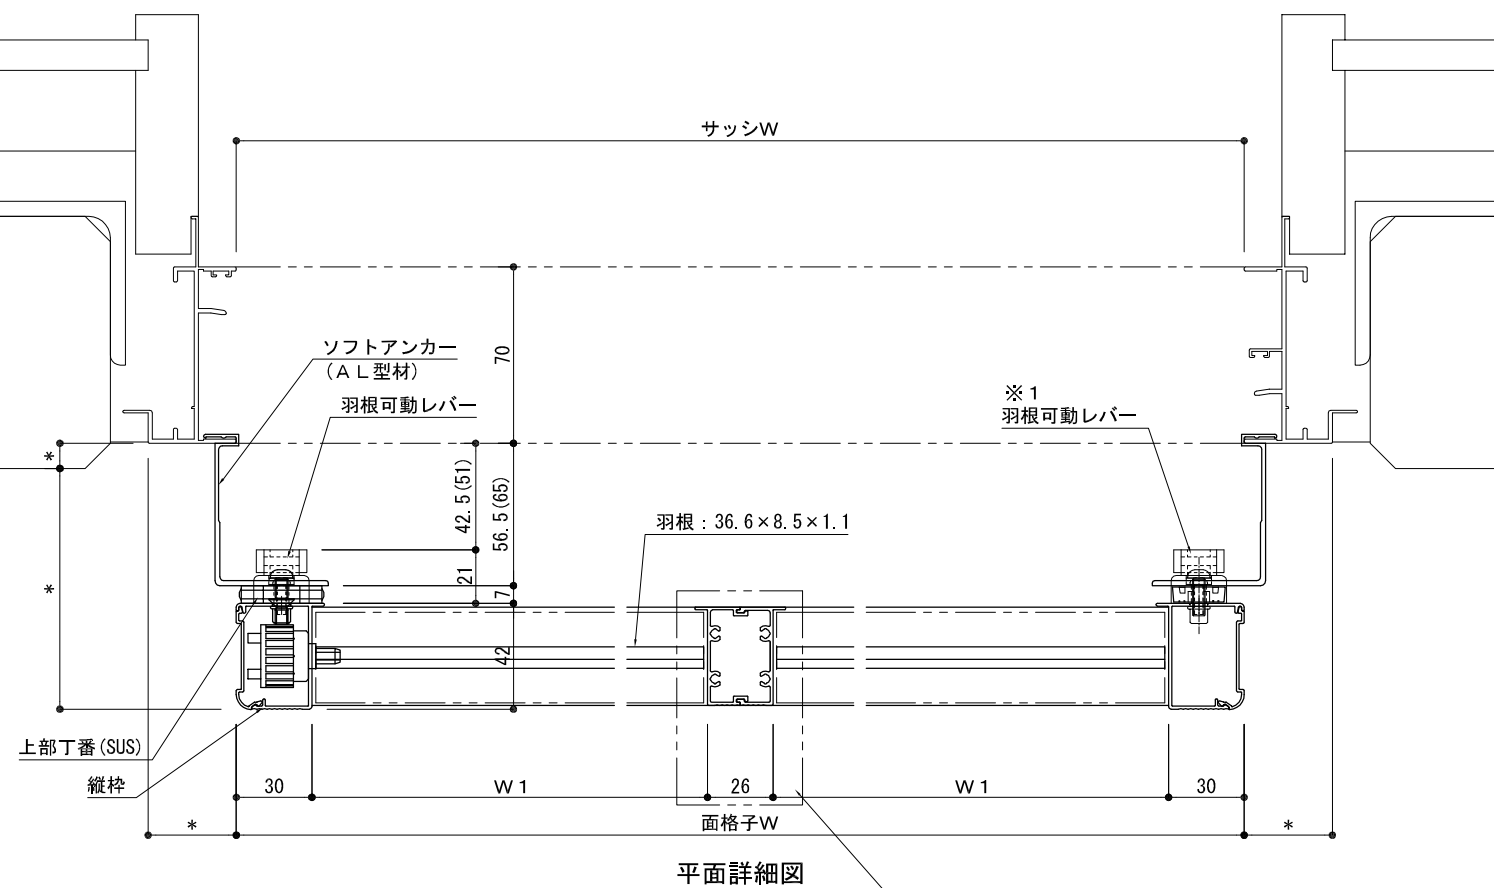 サッシW
70
ソフトアンカー
(ＡＬ型材)
羽根可動レバー
※１
羽根可動レバー
*
*
42.5(51)
56.5(65)
21
7
42
羽根：36.6×8.5×1.1
上部丁番(SUS)
縦枠
30
W１
26
W１
30
*
面格子W
*
平面詳細図